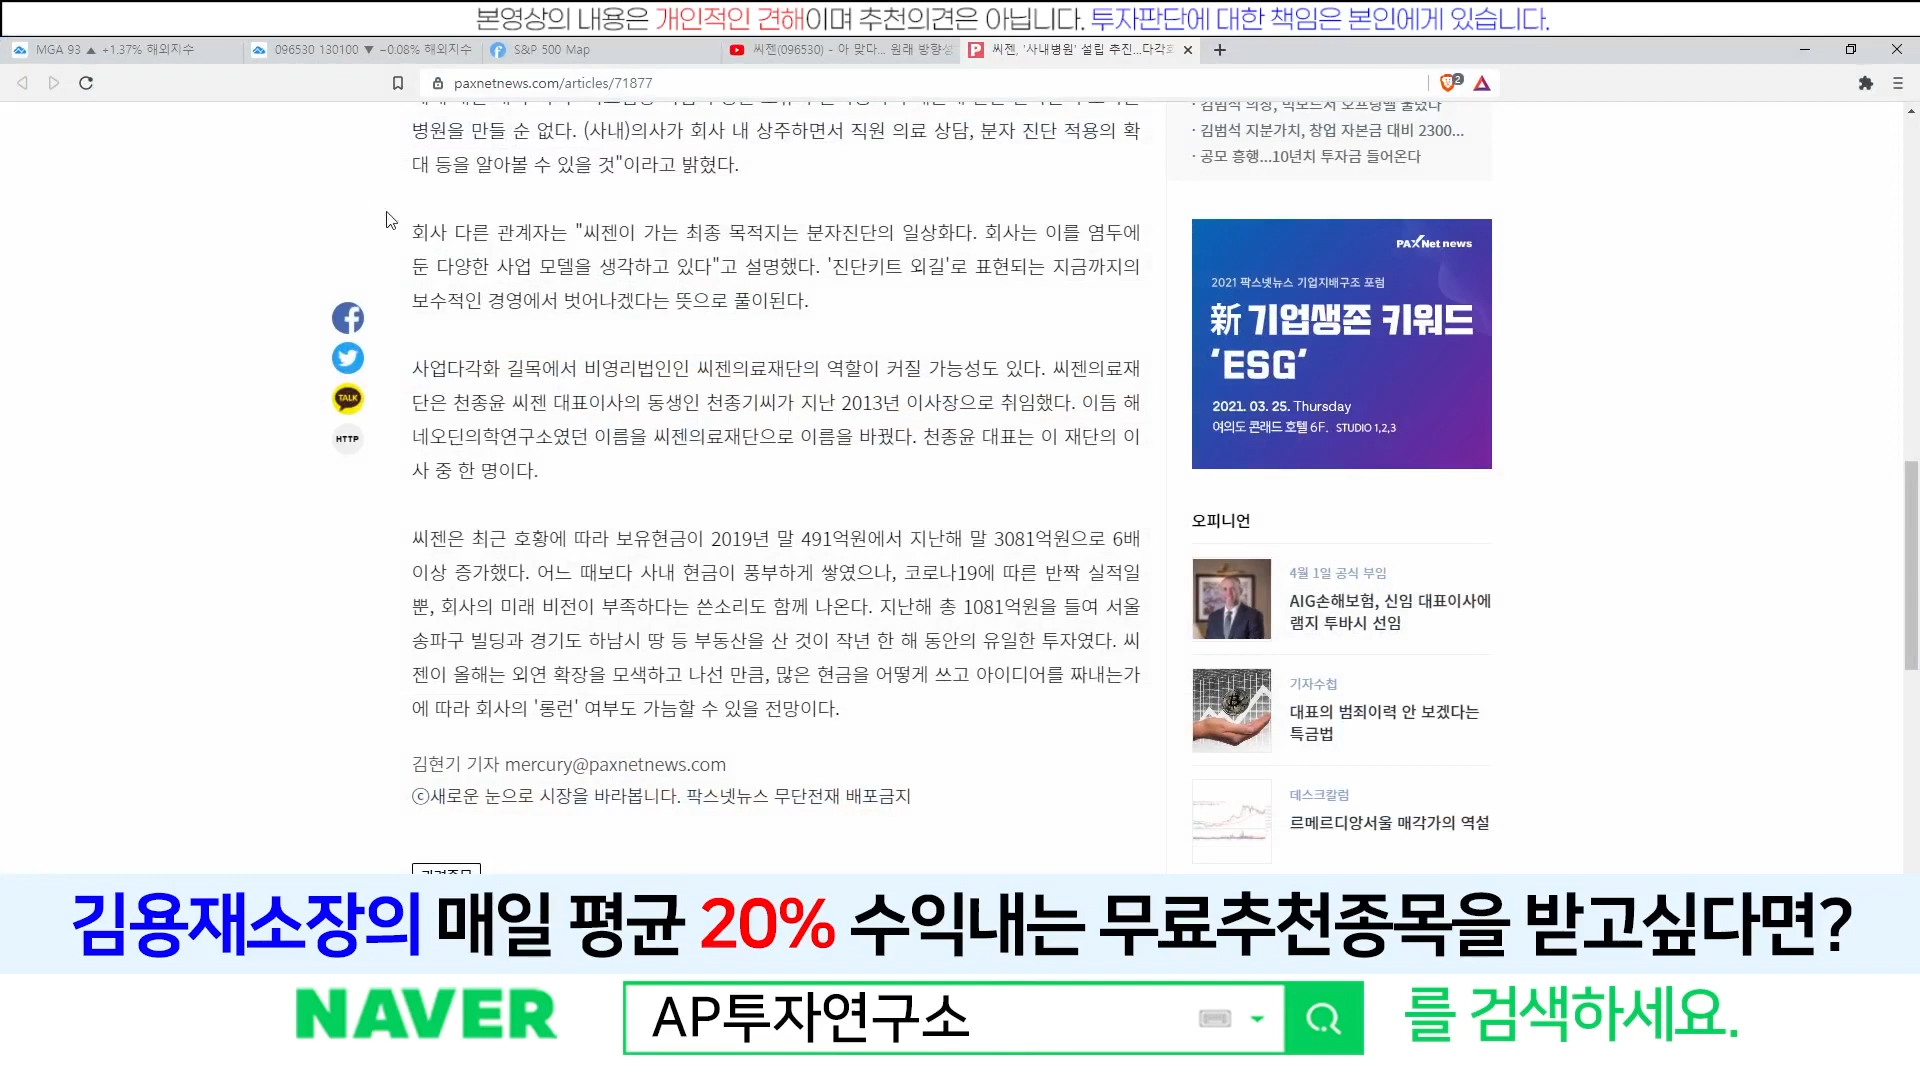 본영상의 내용은 개인적인 견해이며 추천의견은 아닙니다. 투자판단에 대한 책임은 본인에게 있습니다.
MGA 93 ▲ +1.37% 해외지수
096530 130100 ▼ -0.08% 해외지수
S&P 500 Map
씨젠(096530) - 아 맞다... 원래 방향성
씨젠, '사내병원' 설립 추진...다각화
paxnetnews.com/articles/71877
2
병원을 만들 순 없다. (사내)의사가 회사 내 상주하면서 직원 의료 상담, 분자 진단 적용의 확
대 등을 알아볼 수 있을 것"이라고 밝혔다.
회사 다른 관계자는 "씨젠이 가는 최종 목적지는 분자진단의 일상화다. 회사는 이를 염두에
둔 다양한 사업 모델을 생각하고 있다"고 설명했다. '진단키트 외길'로 표현되는 지금까지의
보수적인 경영에서 벗어나겠다는 뜻으로 풀이된다.
TALK
HTTP
사업다각화 길목에서 비영리법인인 씨젠의료재단의 역할이 커질 가능성도 있다. 씨젠의료재
단은 천종윤 씨젠 대표이사의 동생인 천종기씨가 지난 2013년 이사장으로 취임했다. 이듬 해
네오딘의학연구소였던 이름을 씨젠의료재단으로 이름을 바꿨다. 천종윤 대표는 이 재단의 이
사 중 한 명이다.
씨젠은 최근 호황에 따라 보유현금이 2019년 말 491억원에서 지난해 말 3081억원으로 6배
이상 증가했다. 어느 때보다 사내 현금이 풍부하게 쌓였으나, 코로나19에 따른 반짝 실적일
뿐, 회사의 미래 비전이 부족하다는 쓴소리도 함께 나온다. 지난해 총 1081억원을 들여 서울
송파구 빌딩과 경기도 하남시 땅 등 부동산을 산 것이 작년 한 해 동안의 유일한 투자였다. 씨
젠이 올해는 외연 확장을 모색하고 나선 만큼, 많은 현금을 어떻게 쓰고 아이디어를 짜내는가
에 따라 회사의 '롱런' 여부도 가늠할 수 있을 전망이다.
김현기 기자 mercury@paxnetnews.com
ⓒ새로운 눈으로 시장을 바라봅니다. 팍스넷뉴스 무단전재 배포금지
· 김범석 의장, 빅모드서 오프닝벨 울렸다
· 김범석 지분가치, 창업 자본금 대비 2300...
· 공모 흥행...10년치 투자금 들어온다
PAXNet news
2021 팍스넷뉴스 기업지배구조 포럼
新 기업생존 키워드
'ESG'
2021. 03. 25. Thursday
여의도 콘래드 호텔 6F. STUDIO 1,2,3
오피니언
4월 1일 공식 부임
AIG손해보험, 신임 대표이사에
램지 투바시 선임
기자수첩
대표의 범죄이력 안 보겠다는
특금법
데스크칼럼
르메르디앙서울 매각가의 역설
김용재소장의 매일 평균 20% 수익내는 무료추천종목을 받고싶다면?
NAVER AP투자연구소 를 검색하세요.